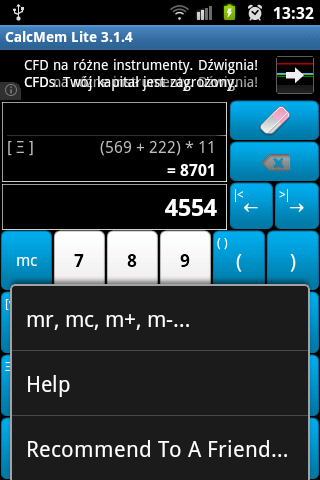 13:32
CalcMem Lite 3.1.4
CFD na różne instrumenty. Dźwignia!
CFDs. Twój kapitał jest zagrożony.
[ Ξ ] (569 + 222) * 11
= 8701
4554
|< ← >| →
mc 7 8 9 ( ) ( )
mr, mc, m+, m-...
Help
Recommend To A Friend...